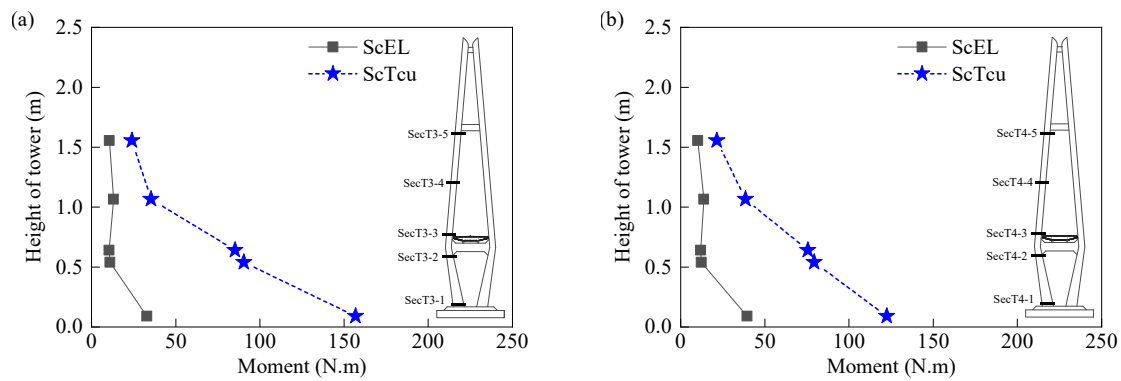 (a)
2.5
2.0
1.5
1.0
0.5
0.0
Height of tower (m)
ScEL
ScTcu
SecT3-5
SecT3-4
SecT3-3
SecT3-2
SecT3-1
0 50 100 150 200 250
Moment (N.m)
(b)
2.5
2.0
1.5
1.0
0.5
0.0
Height of tower (m)
ScEL
ScTcu
SecT4-5
SecT4-4
SecT4-3
SecT4-2
SecT4-1
0 50 100 150 200 250
Moment (N.m)